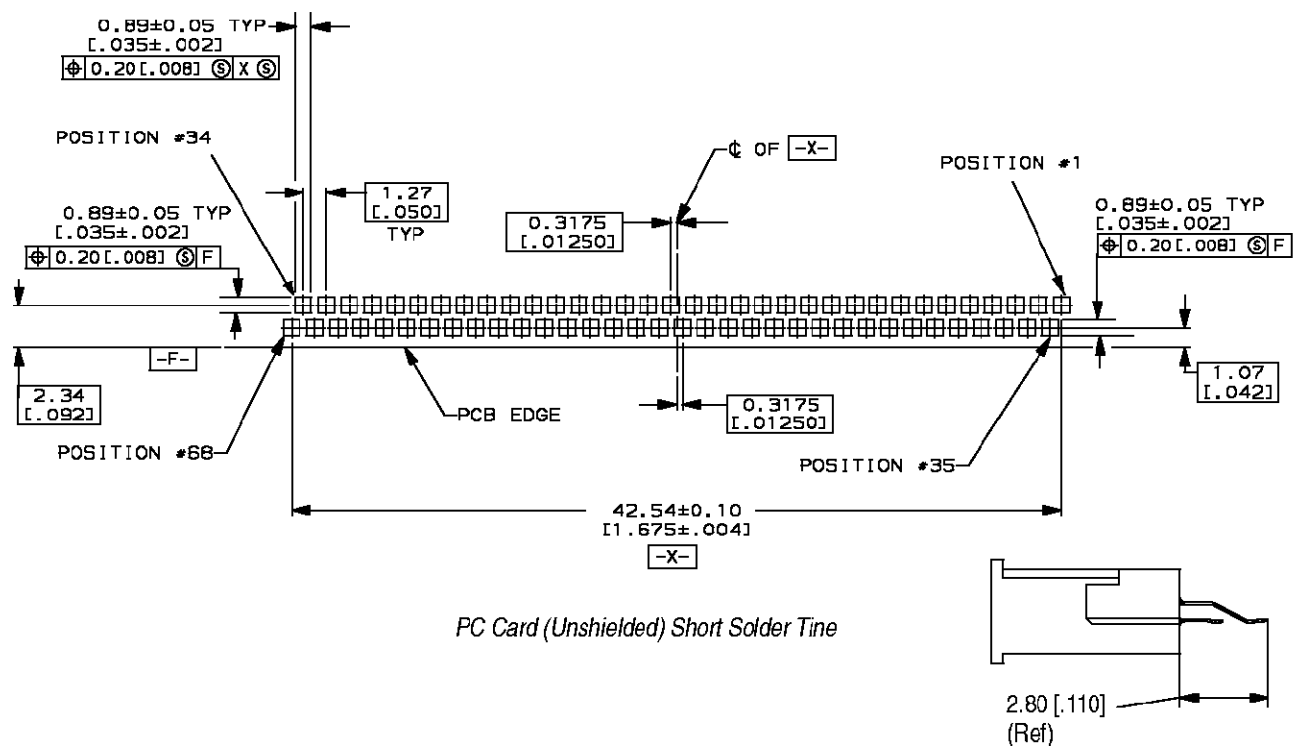 0.89±0.05 TYP
[.035±.002]
⌖ 0.20[.008] Ⓢ X Ⓢ
POSITION #34
℄ OF -X-
POSITION #1
1.27
[.050]
TYP
0.89±0.05 TYP
[.035±.002]
⌖ 0.20[.008] Ⓢ F
0.3175
[.01250]
0.89±0.05 TYP
[.035±.002]
⌖ 0.20[.008] Ⓢ F
-F-
2.34
[.092]
PCB EDGE
0.3175
[.01250]
1.07
[.042]
POSITION #68
POSITION #35
42.54±0.10
[1.675±.004]
-X-
PC Card (Unshielded) Short Solder Tine
2.80 [.110]
(Ref)